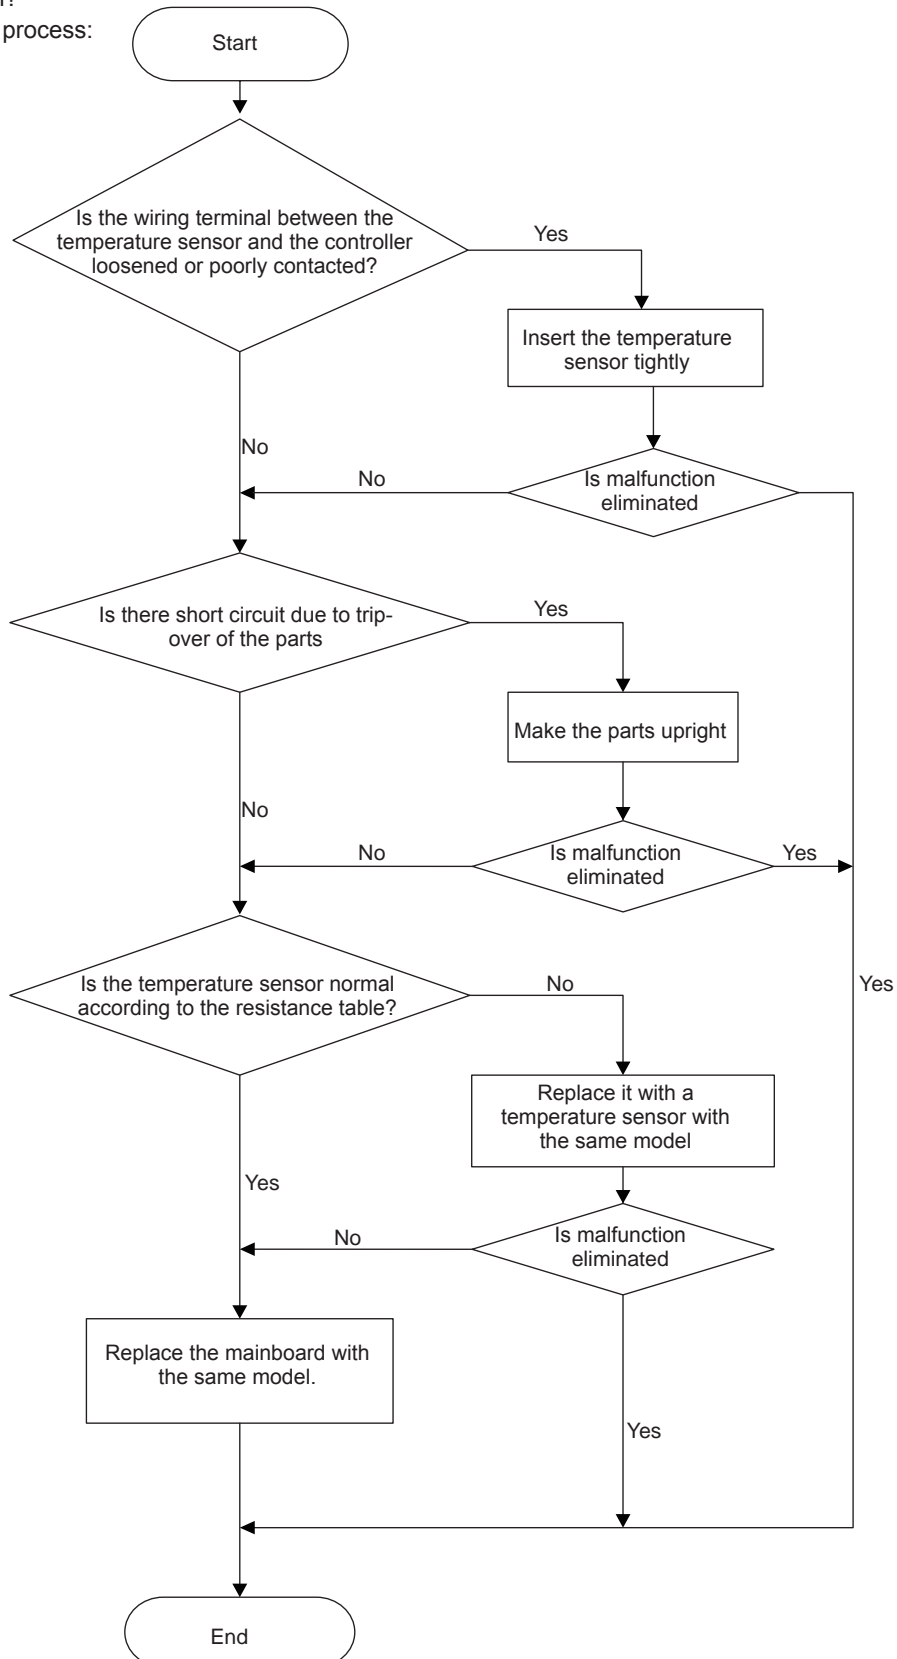 process:
Start
Is the wiring terminal between the
temperature sensor and the controller
loosened or poorly contacted?
Yes
Insert the temperature
sensor tightly
No
No
Is malfunction
eliminated
Is there short circuit due to trip-
over of the parts
Yes
Make the parts upright
No
No
Is malfunction
eliminated
Yes
Is the temperature sensor normal
according to the resistance table?
No
Yes
Replace it with a
temperature sensor with
the same model
Yes
No
Is malfunction
eliminated
Replace the mainboard with
the same model.
Yes
End